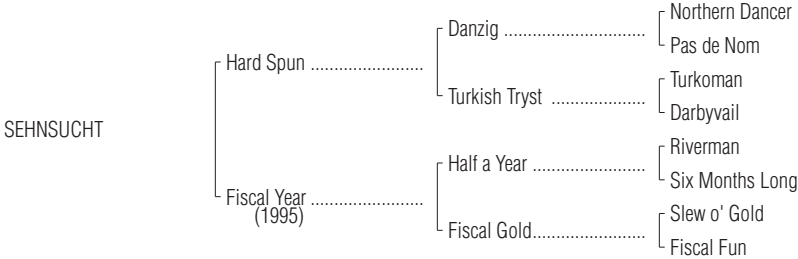 Northern Dancer
Danzig ..............................
Pas de Nom
Hard Spun ........................
Turkoman
Turkish Tryst ....................
Darbyvail
SEHNSUCHT
Riverman
Half a Year ........................
Six Months Long
Fiscal Year ........................
(1995)
Slew o' Gold
Fiscal Gold........................
Fiscal Fun